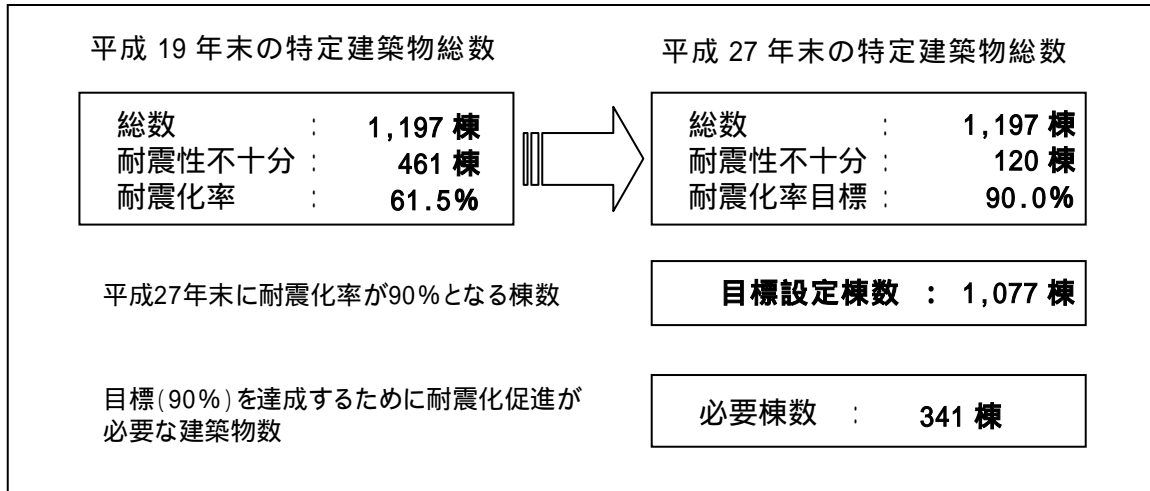 平成 19 年末の特定建築物総数
総数 : 1,197 棟
耐震性不十分 : 461 棟
耐震化率 : 61.5%
平成 27 年末の特定建築物総数
総数 : 1,197 棟
耐震性不十分 : 120 棟
耐震化率目標 : 90.0%
平成27年末に耐震化率が90%となる棟数
目標設定棟数 : 1,077 棟
目標(90%)を達成するために耐震化促進が
必要な建築物数
必要棟数 : 341 棟